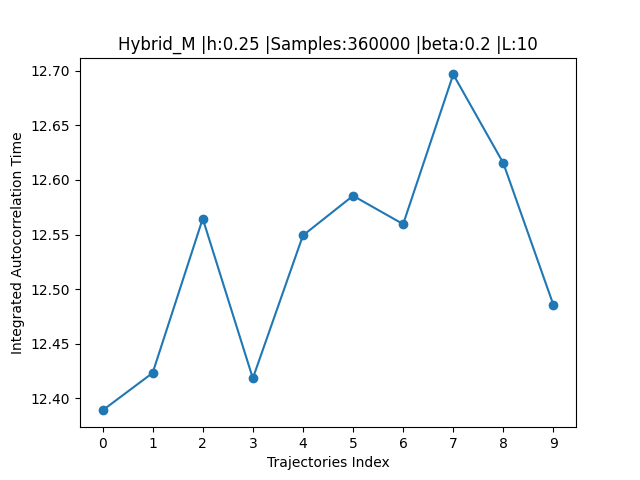 Hybrid_M |h:0.25 |Samples:360000 |beta:0.2 |L:10
Integrated Autocorrelation Time
12.70
12.65
12.60
12.55
12.50
12.45
12.40
0 1 2 3 4 5 6 7 8 9
Trajectories Index